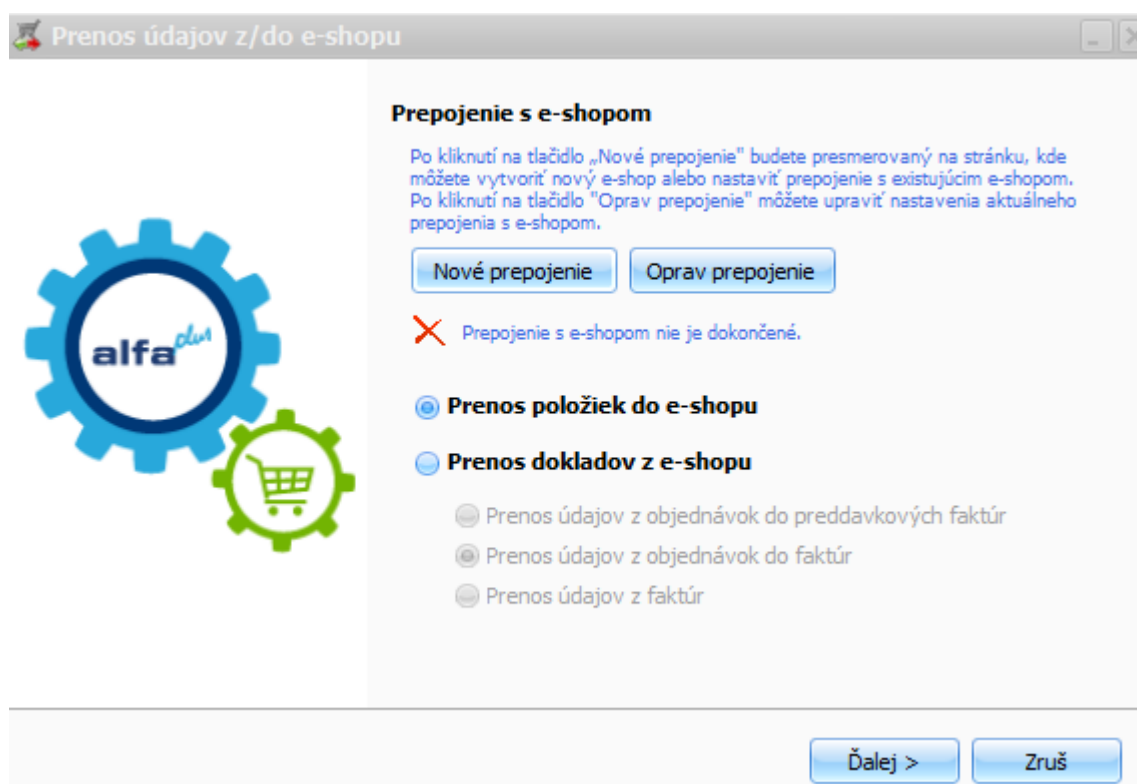 Prenos údajov z/do e-shopu
Prepojenie s e-shopom
Po kliknutí na tlačidlo „Nové prepojenie" budete presmerovaný na stránku, kde
môžete vytvoriť nový e-shop alebo nastaviť prepojenie s existujúcim e-shopom.
Po kliknutí na tlačidlo "Oprav prepojenie" môžete upraviť nastavenia aktuálneho
prepojenia s e-shopom.
Nové prepojenie
Oprav prepojenie
Prepojenie s e-shopom nie je dokončené.
alfa plus
Prenos položiek do e-shopu
Prenos dokladov z e-shopu
Prenos údajov z objednávok do preddavkových faktúr
Prenos údajov z objednávok do faktúr
Prenos údajov z faktúr
Ďalej >
Zruš